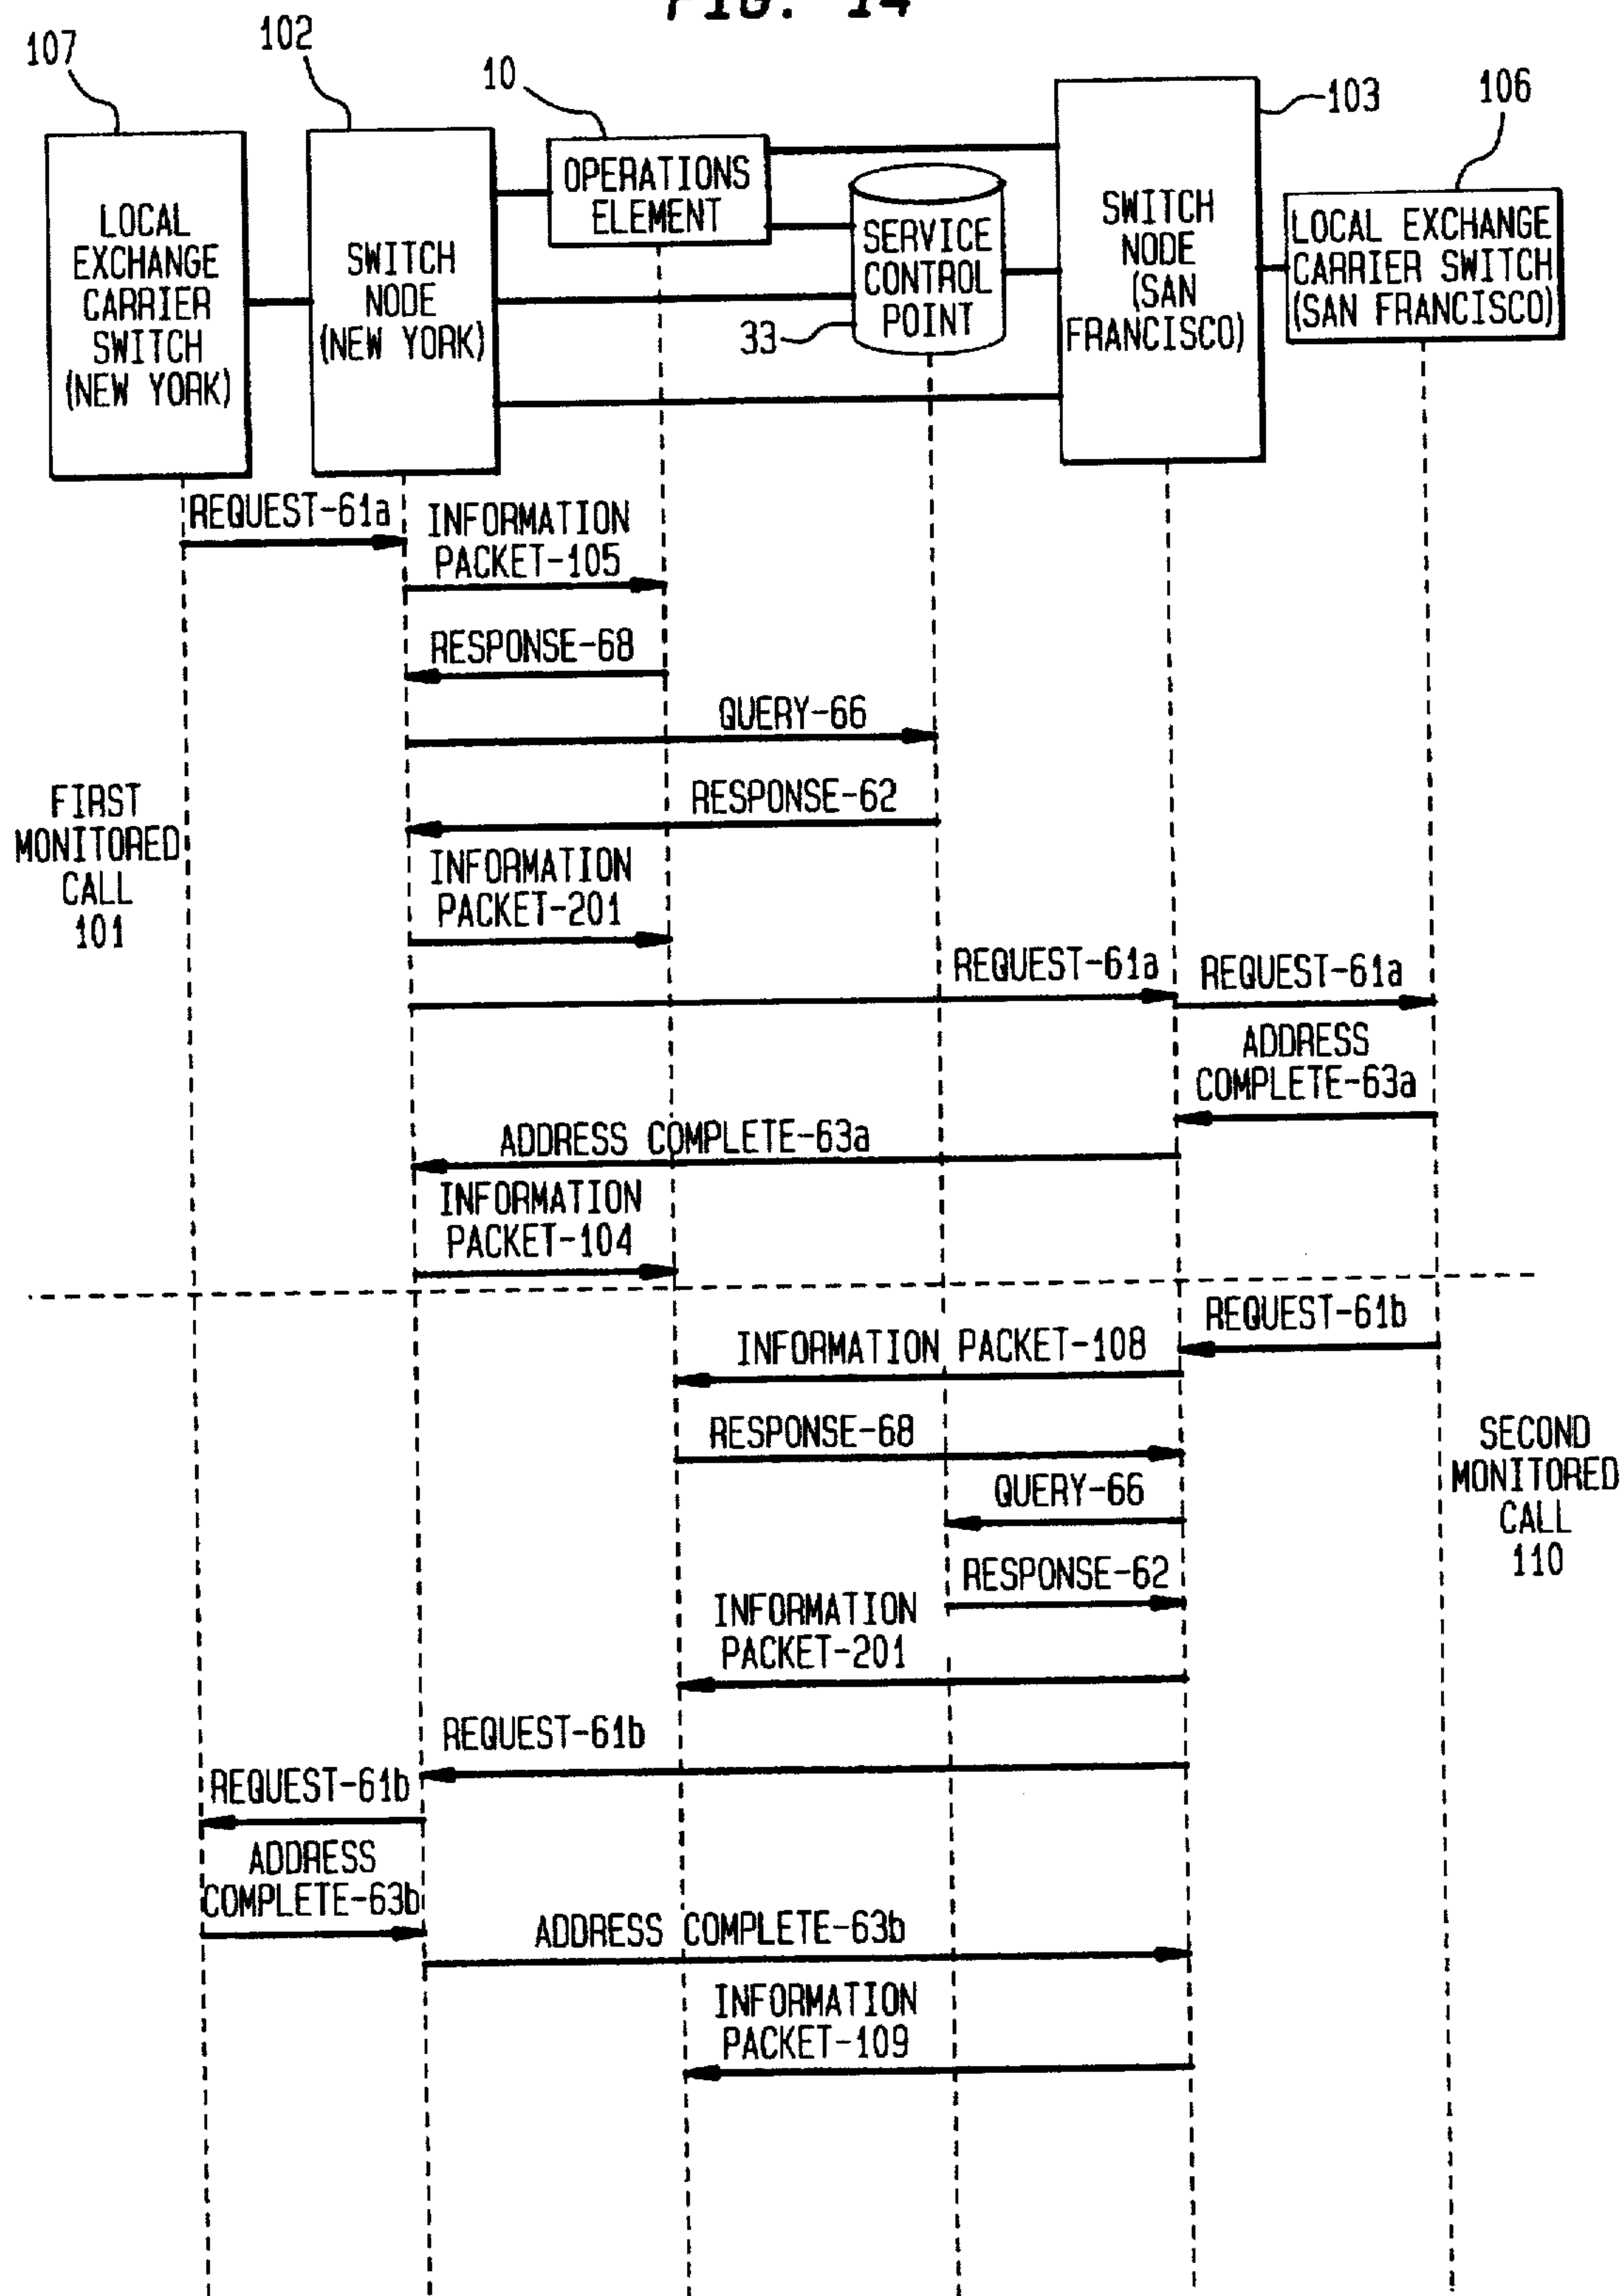 FIG. 14
107
102
10
103
106
LOCAL
EXCHANGE
CARRIER
SWITCH
(NEW YORK)
SWITCH
NODE
(NEW YORK)
OPERATIONS
ELEMENT
SERVICE
CONTROL
POINT
33
SWITCH
NODE
(SAN
FRANCISCO)
LOCAL EXCHANGE
CARRIER SWITCH
(SAN FRANCISCO)
REQUEST-61a
INFORMATION
PACKET-105
RESPONSE-68
QUERY-66
RESPONSE-62
FIRST
MONITORED
CALL
101
INFORMATION
PACKET-201
REQUEST-61a
REQUEST-61a
ADDRESS
COMPLETE-63a
ADDRESS COMPLETE-63a
INFORMATION
PACKET-104
REQUEST-61b
INFORMATION PACKET-108
RESPONSE-68
SECOND
MONITORED
CALL
110
QUERY-66
RESPONSE-62
INFORMATION
PACKET-201
REQUEST-61b
REQUEST-61b
ADDRESS
COMPLETE-63b
ADDRESS COMPLETE-63b
INFORMATION
PACKET-109